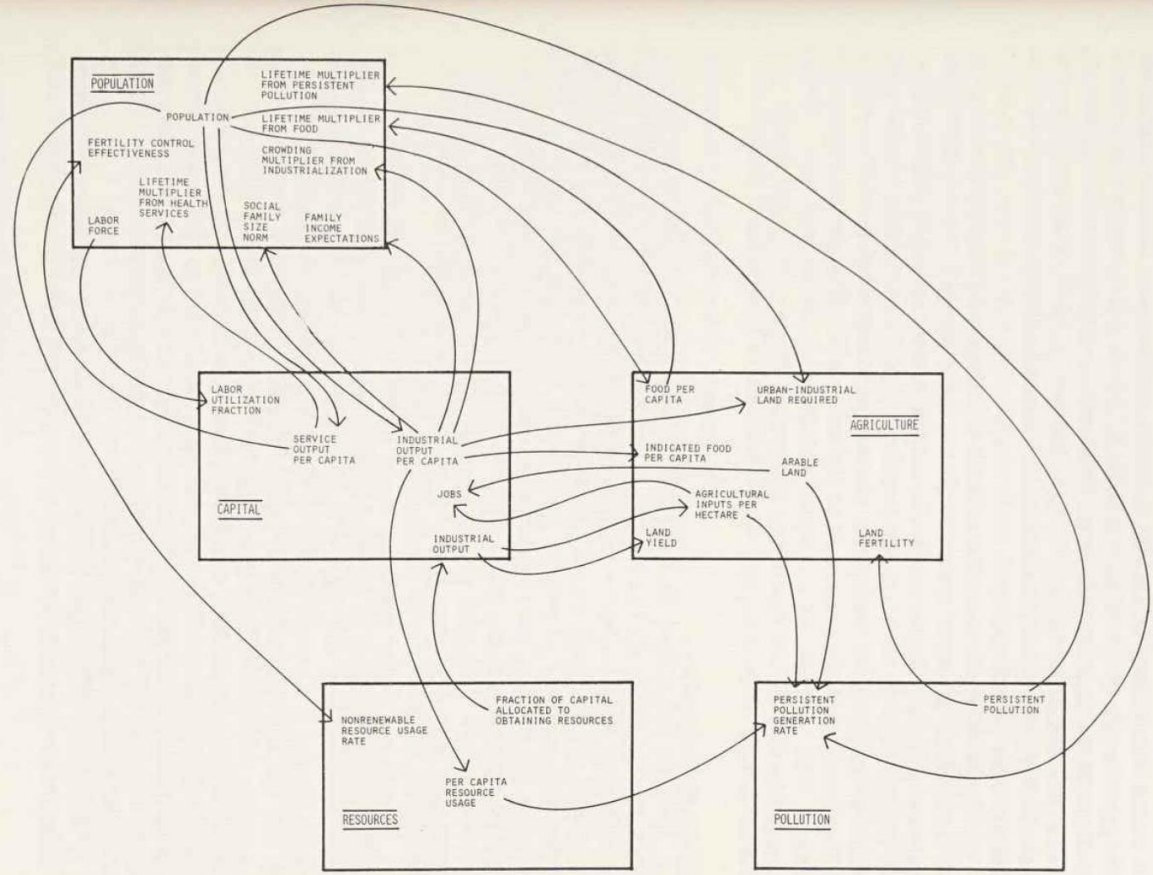 POPULATION
LIFETIME MULTIPLIER
FROM PERSISTENT
POLLUTION
POPULATION
LIFETIME MULTIPLIER
FROM FOOD
FERTILITY CONTROL
EFFECTIVENESS
CROWDING
MULTIPLIER FROM
INDUSTRIALIZATION
LIFETIME
MULTIPLIER
FROM HEALTH
SERVICES
LABOR
FORCE
SOCIAL
FAMILY
SIZE
NORM
FAMILY
INCOME
EXPECTATIONS
LABOR
UTILIZATION
FRACTION
SERVICE
OUTPUT
PER CAPITA
INDUSTRIAL
OUTPUT
PER CAPITA
JOBS
CAPITAL
INDUSTRIAL
OUTPUT
FOOD PER
CAPITA
URBAN-INDUSTRIAL
LAND REQUIRED
AGRICULTURE
INDICATED FOOD
PER CAPITA
ARABLE
LAND
AGRICULTURAL
INPUTS PER
HECTARE
LAND
YIELD
LAND
FERTILITY
FRACTION OF CAPITAL
ALLOCATED TO
OBTAINING RESOURCES
NONRENEWABLE
RESOURCE USAGE
RATE
PER CAPITA
RESOURCE
USAGE
RESOURCES
PERSISTENT
POLLUTION
GENERATION
RATE
PERSISTENT
POLLUTION
POLLUTION